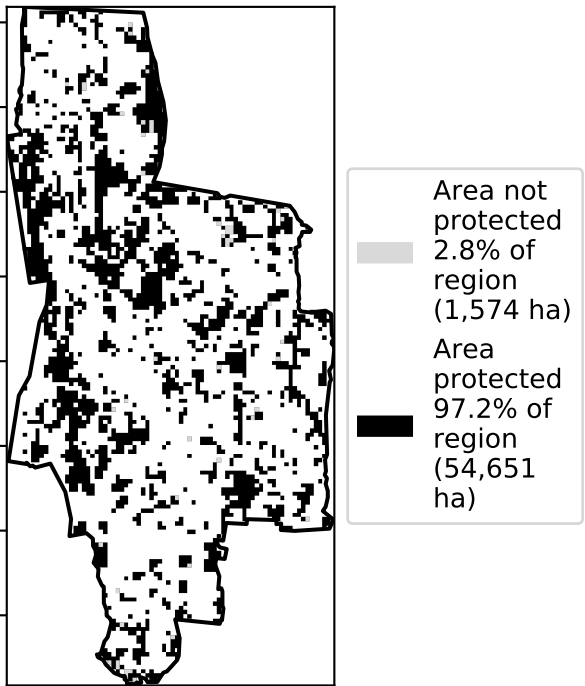 Area not
protected
2.8% of
region
(1,574 ha)
Area
protected
97.2% of
region
(54,651
ha)